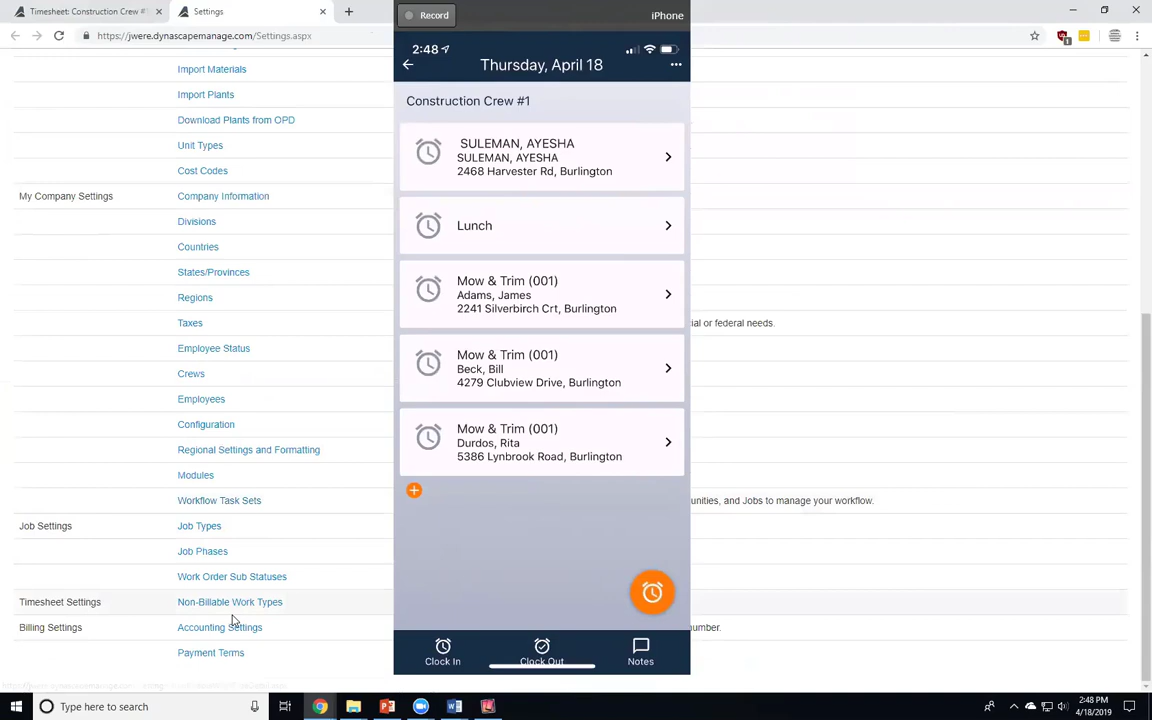 Timesheet: Construction Crew #
Settings
https://jwere.dynascapemanage.com/Settings.aspx
Import Materials
Import Plants
Download Plants from OPD
Unit Types
Cost Codes
My Company Settings
Company Information
Divisions
Countries
States/Provinces
Regions
Taxes
ial or federal needs.
Employee Status
Crews
Employees
Configuration
Regional Settings and Formatting
Modules
Workflow Task Sets
unities, and Jobs to manage your workflow.
Job Settings
Job Types
Job Phases
Work Order Sub Statuses
Timesheet Settings
Non-Billable Work Types
Billing Settings
Accounting Settings
number.
Payment Terms
Record
iPhone
2:48
Thursday, April 18
Construction Crew #1
SULEMAN, AYESHA
SULEMAN, AYESHA
2468 Harvester Rd, Burlington
Lunch
Mow & Trim (001)
Adams, James
2241 Silverbirch Crt, Burlington
Mow & Trim (001)
Beck, Bill
4279 Clubview Drive, Burlington
Mow & Trim (001)
Durdos, Rita
5386 Lynbrook Road, Burlington
Clock In
Clock Out
Notes
Type here to search
2:48 PM
4/18/2019